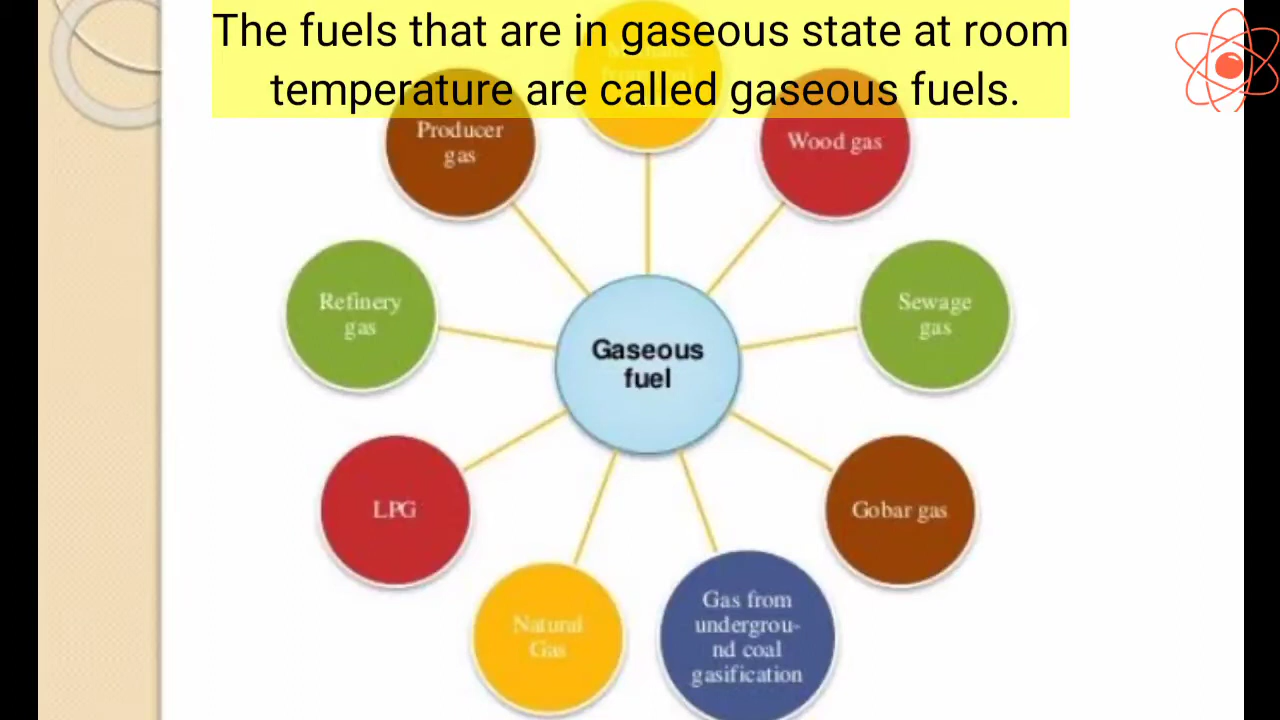 The fuels that are in gaseous state at room
temperature are called gaseous fuels.
Producer
gas
Wood gas
Refinery
gas
Sewage
gas
Gaseous
fuel
LPG
Gobar gas
Natural
Gas
Gas from
undergrou-
nd coal
gasification